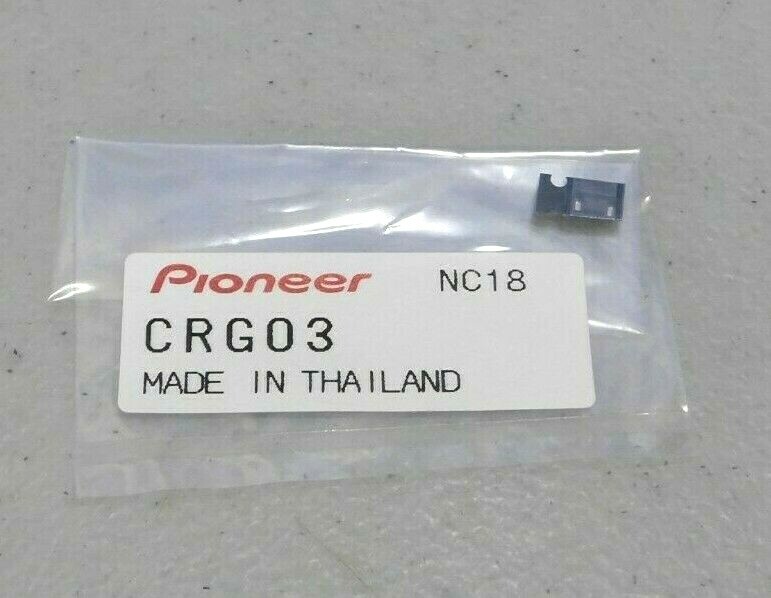 Pioneer NC18
CRG03
MADE IN THAILAND